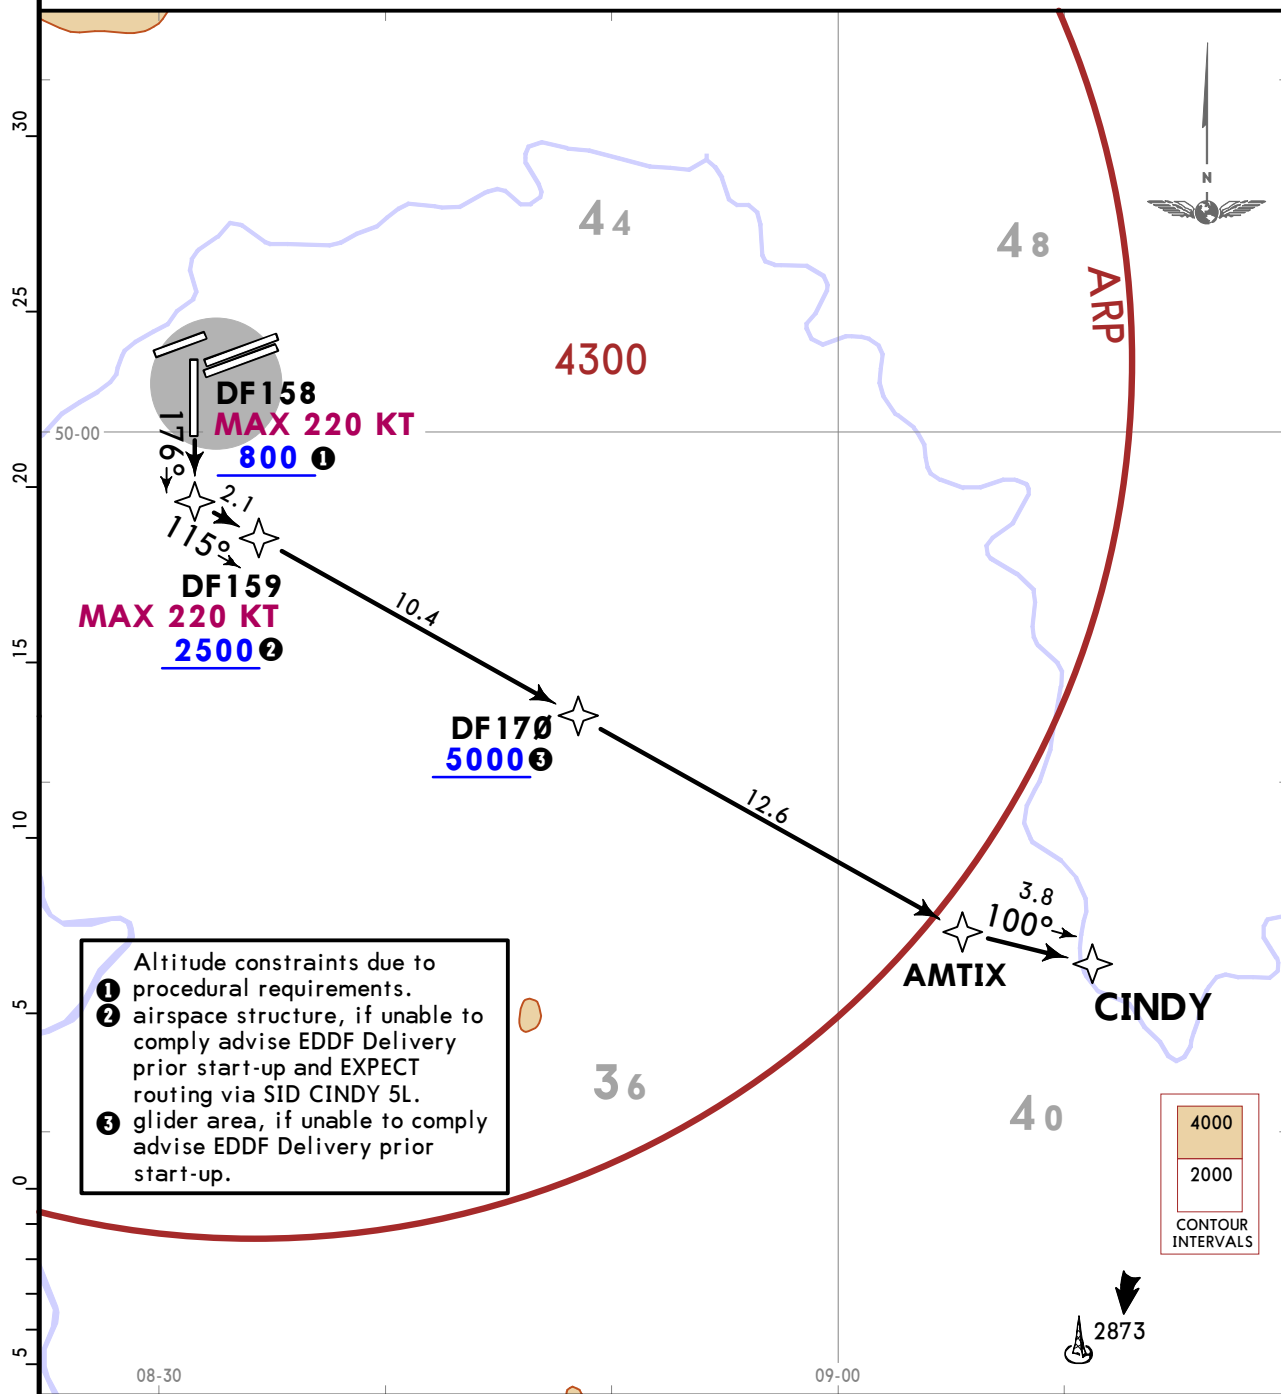 30
25
20
15
10
5
0
5
N
44
48
ARP
4300
DF158
MAX 220 KT
800 ❶
50-00
176°
2.1
115°
DF159
MAX 220 KT
2500 ❷
10.4
DF17Ø
5000 ❸
12.6
3.8
100°
AMTIX
CINDY
Altitude constraints due to
❶ procedural requirements.
❷ airspace structure, if unable to
comply advise EDDF Delivery
prior start-up and EXPECT
routing via SID CINDY 5L.
❸ glider area, if unable to comply
advise EDDF Delivery prior
start-up.
36
40
4000
2000
CONTOUR
INTERVALS
2873
08-30
09-00